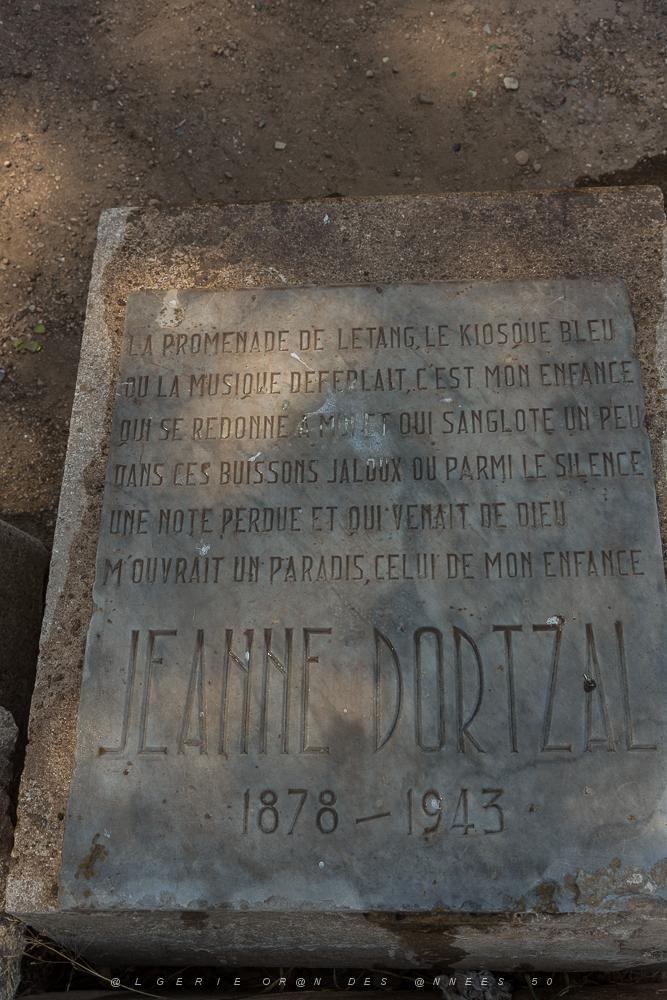 LA PROMENADE DE LETANG, LE KIOSQUE BLEU
OU LA MUSIQUE DEFERLAIT, C'EST MON ENFANCE
QUI SE REDONNE A MOI ET QUI SANGLOTE UN PEU
DANS CES BUISSONS JALOUX OU PARMI LE SILENCE
UNE NOTE PERDUE ET QUI VENAIT DE DIEU
M'OUVRAIT UN PARADIS, CELUI DE MON ENFANCE
JEANNE DORTZAL
1878 — 1943
@LGERIE OR@N DES @NNEES 50